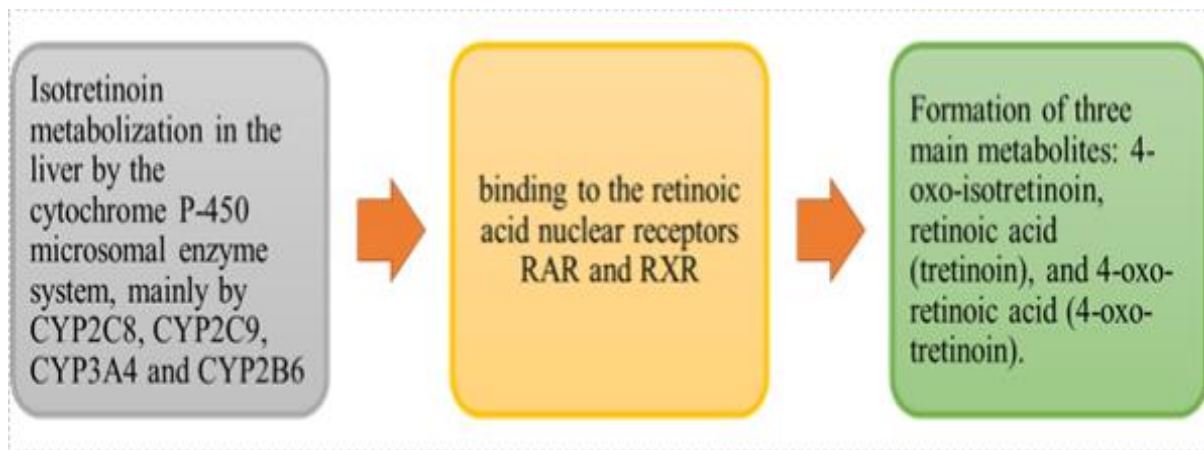 Isotretinoin
metabolization in the
liver by the
cytochrome P-450
microsomal enzyme
system, mainly by
CYP2C8, CYP2C9,
CYP3A4 and CYP2B6
binding to the retinoic
acid nuclear receptors
RAR and RXR
Formation of three
main metabolites: 4-
oxo-isotretinoin,
retinoic acid
(tretinoin), and 4-oxo-
retinoic acid (4-oxo-
tretinoin).